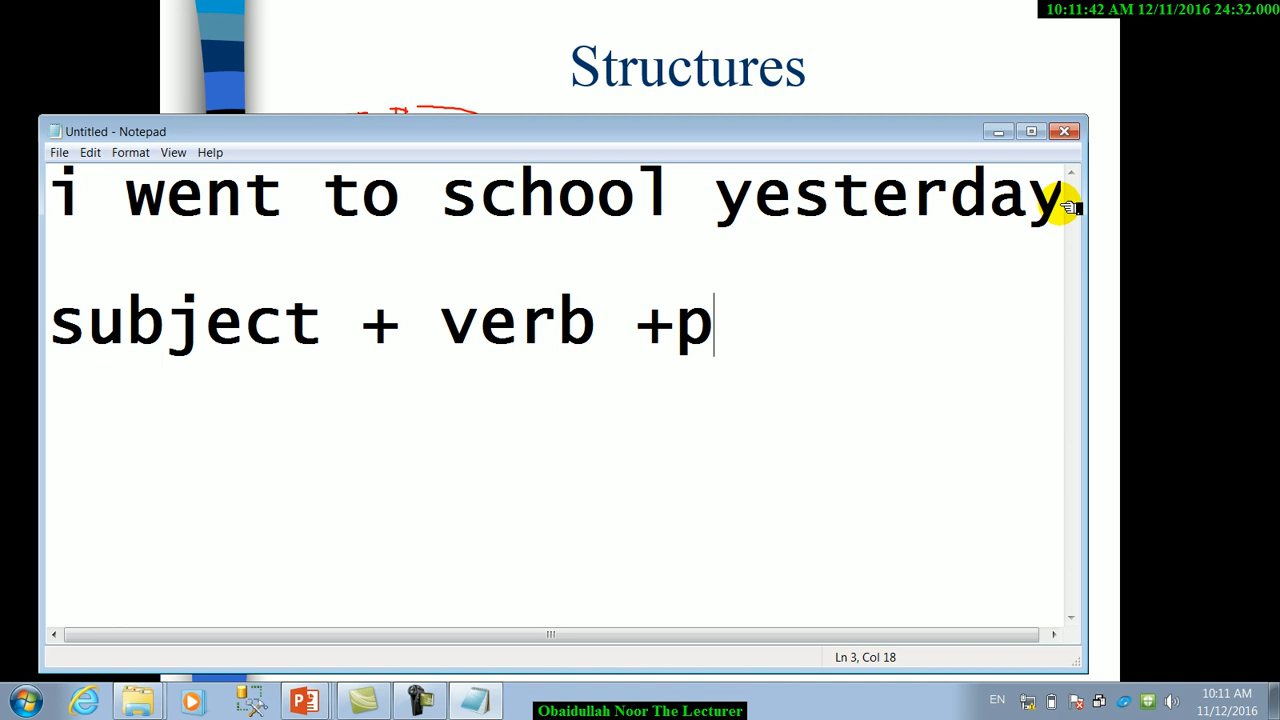 10:11:42 AM 12/11/2016 24:32.000
Structures
Untitled - Notepad
File Edit Format View Help
i went to school yesterday.
subject + verb +p
Ln 3, Col 18
EN
10:11 AM
11/12/2016
Obaidullah Noor The Lecturer